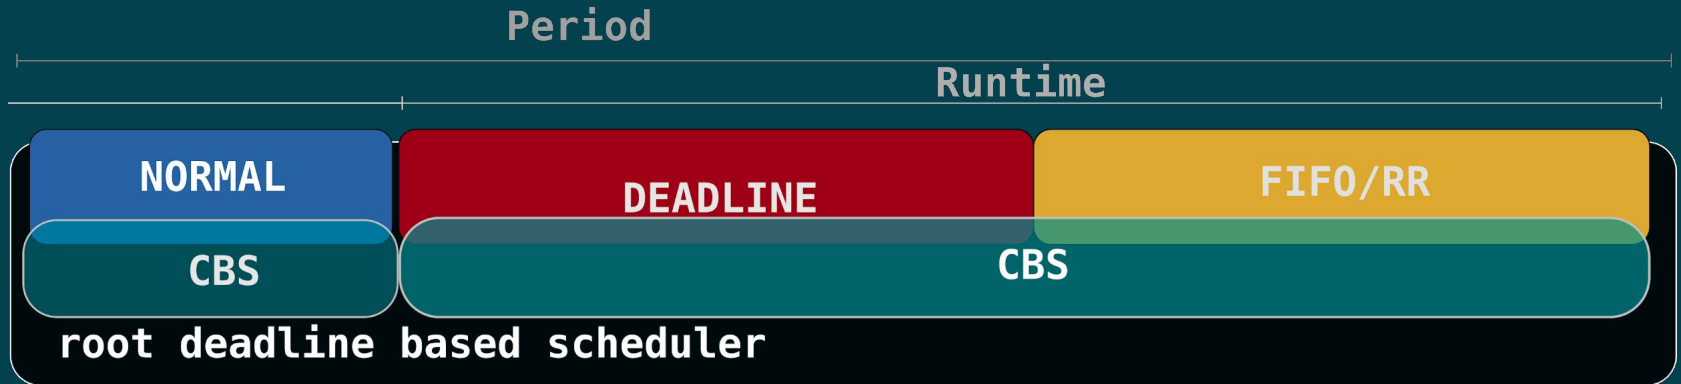 Period
Runtime
NORMAL
DEADLINE
FIFO/RR
CBS
CBS
root deadline based scheduler